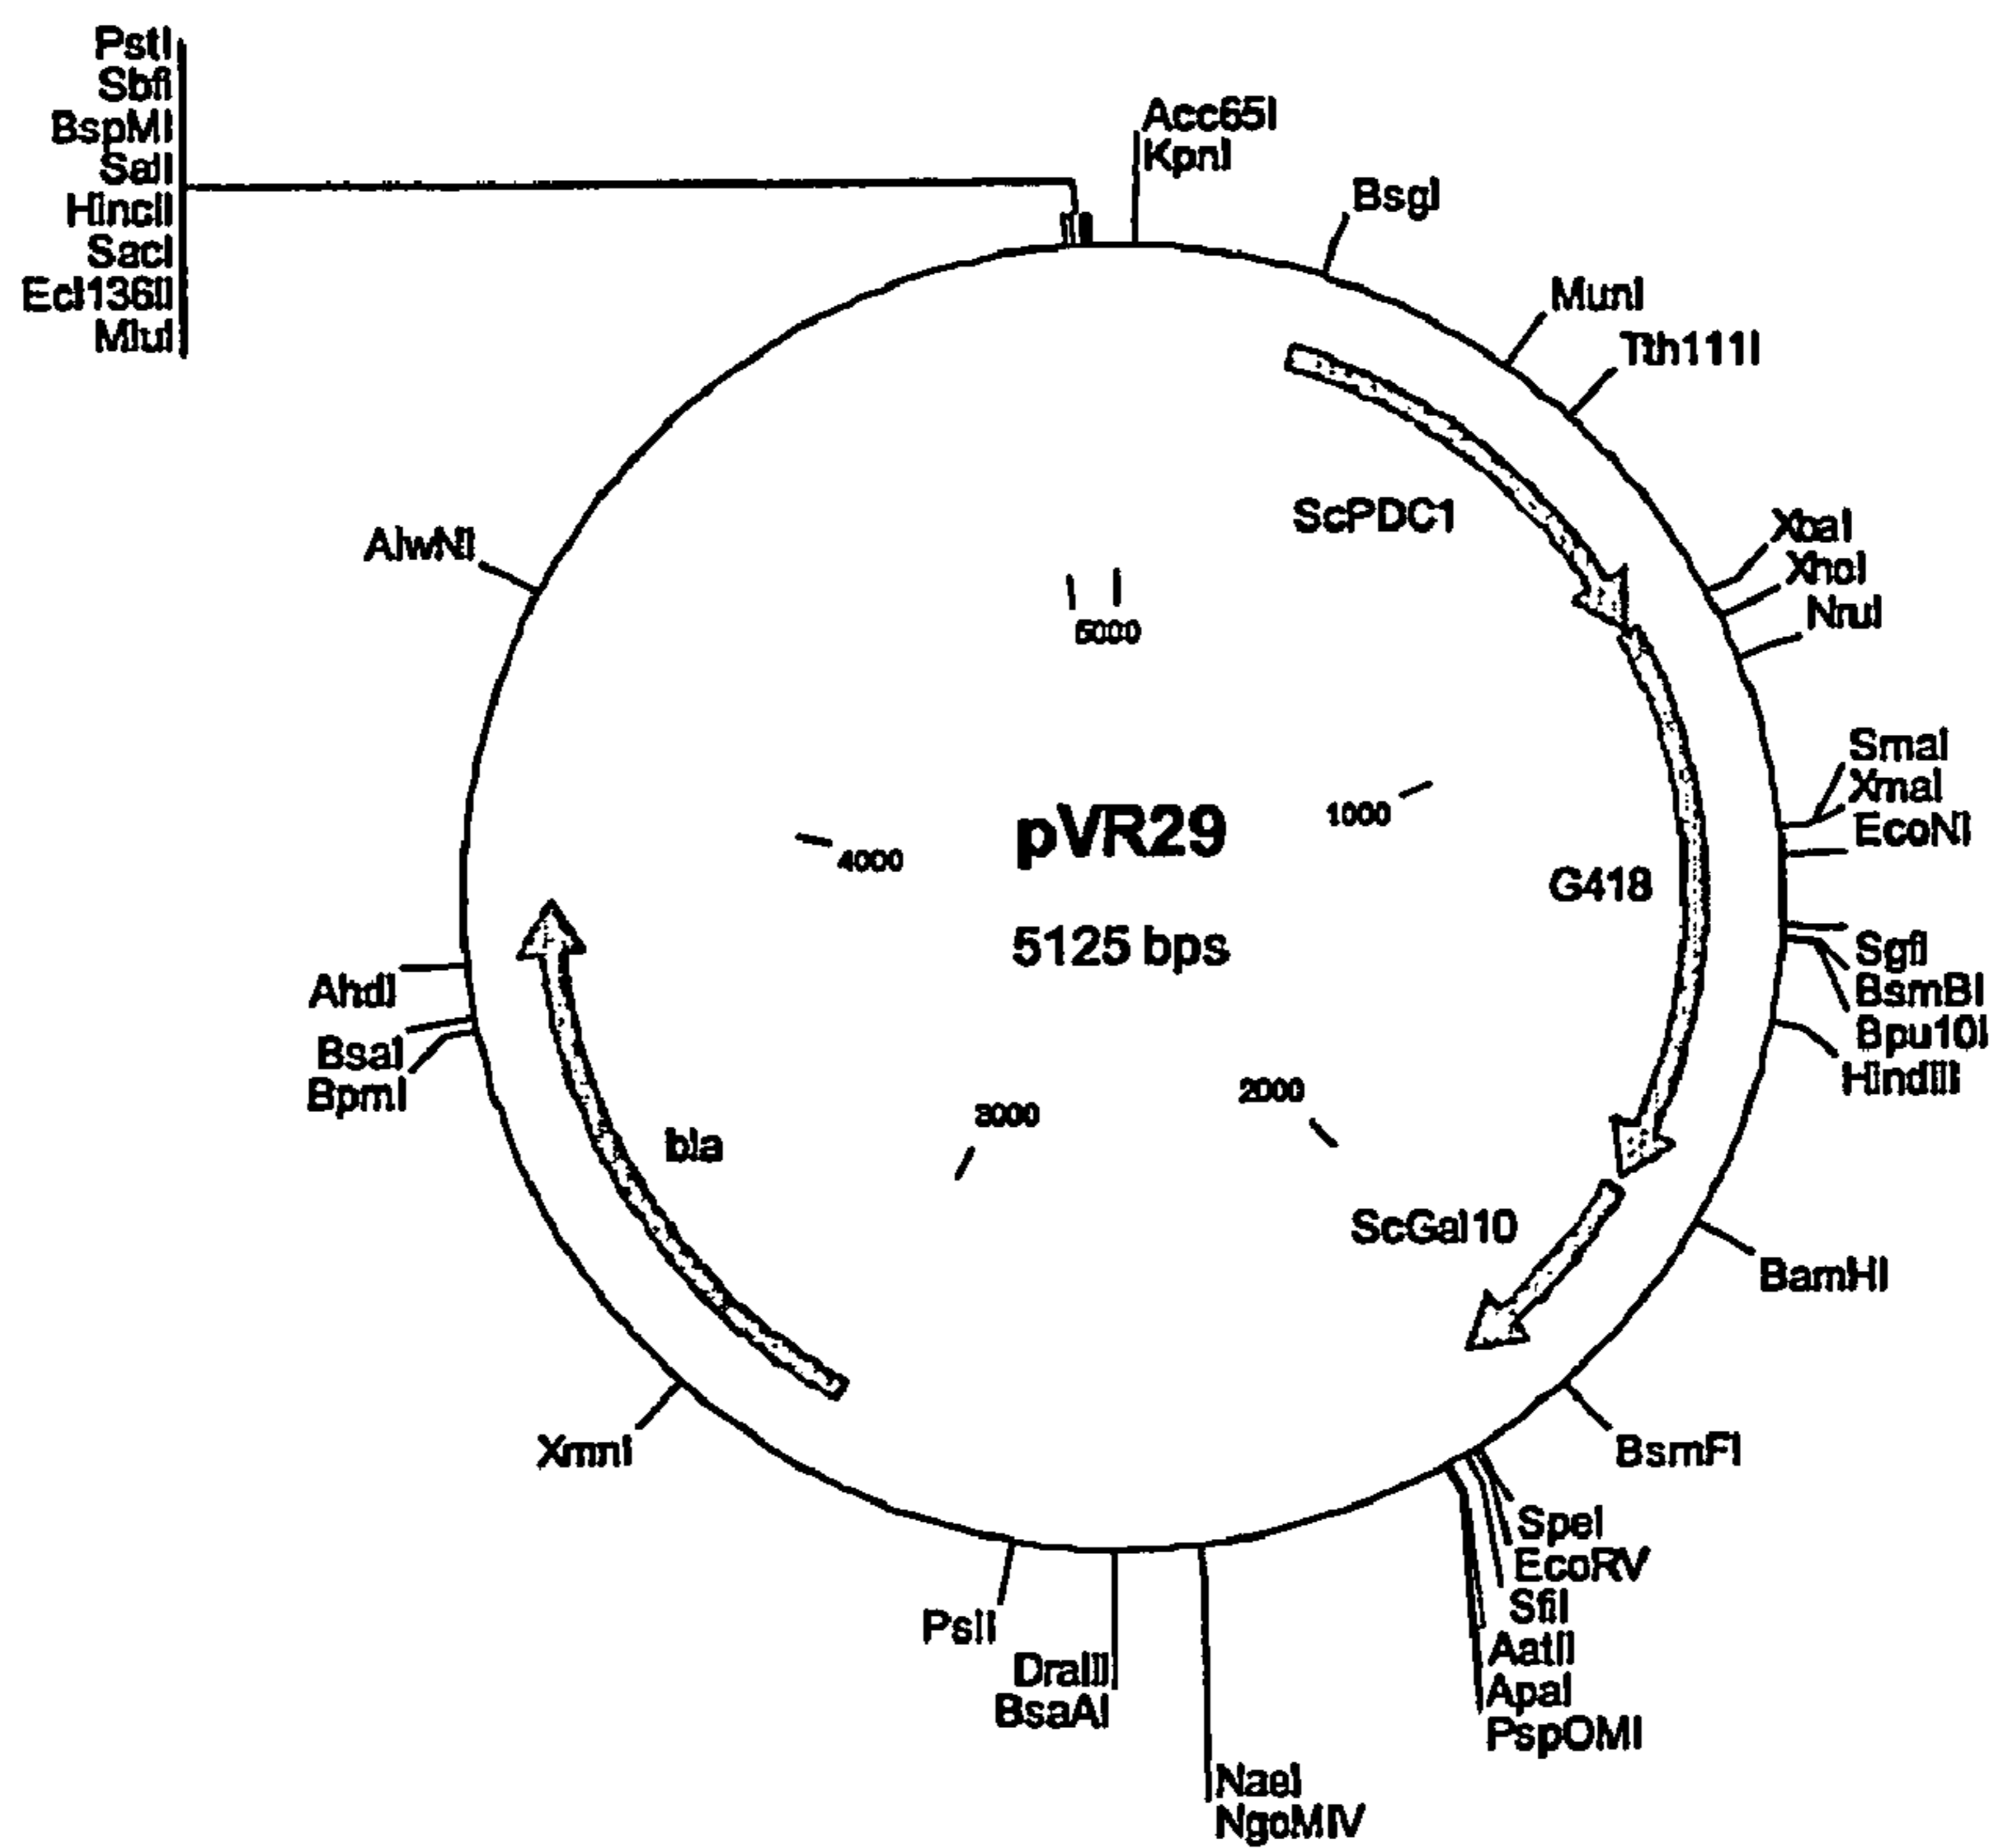 PstI
SbfI
BspMI
SalI
HincII
SacI
Ecl136II
MluI
Acc65I
KpnI
BsgI
MunI
Tth111I
XbaI
XhoI
NruI
SmaI
XmaI
EcoNI
SgfI
BsmBI
Bpu10I
HindIII
BamHI
BsmFI
SpeI
EcoRV
SfiI
AatII
ApaI
PspOMI
NaeI
NgoMIV
DraIII
BsaAI
PsiI
XmnI
BpmI
BsaI
AhdI
AlwNI
ScPDC1
G418
ScGal10
bla
5000
1000
2000
3000
4000
pVR29
5125 bps